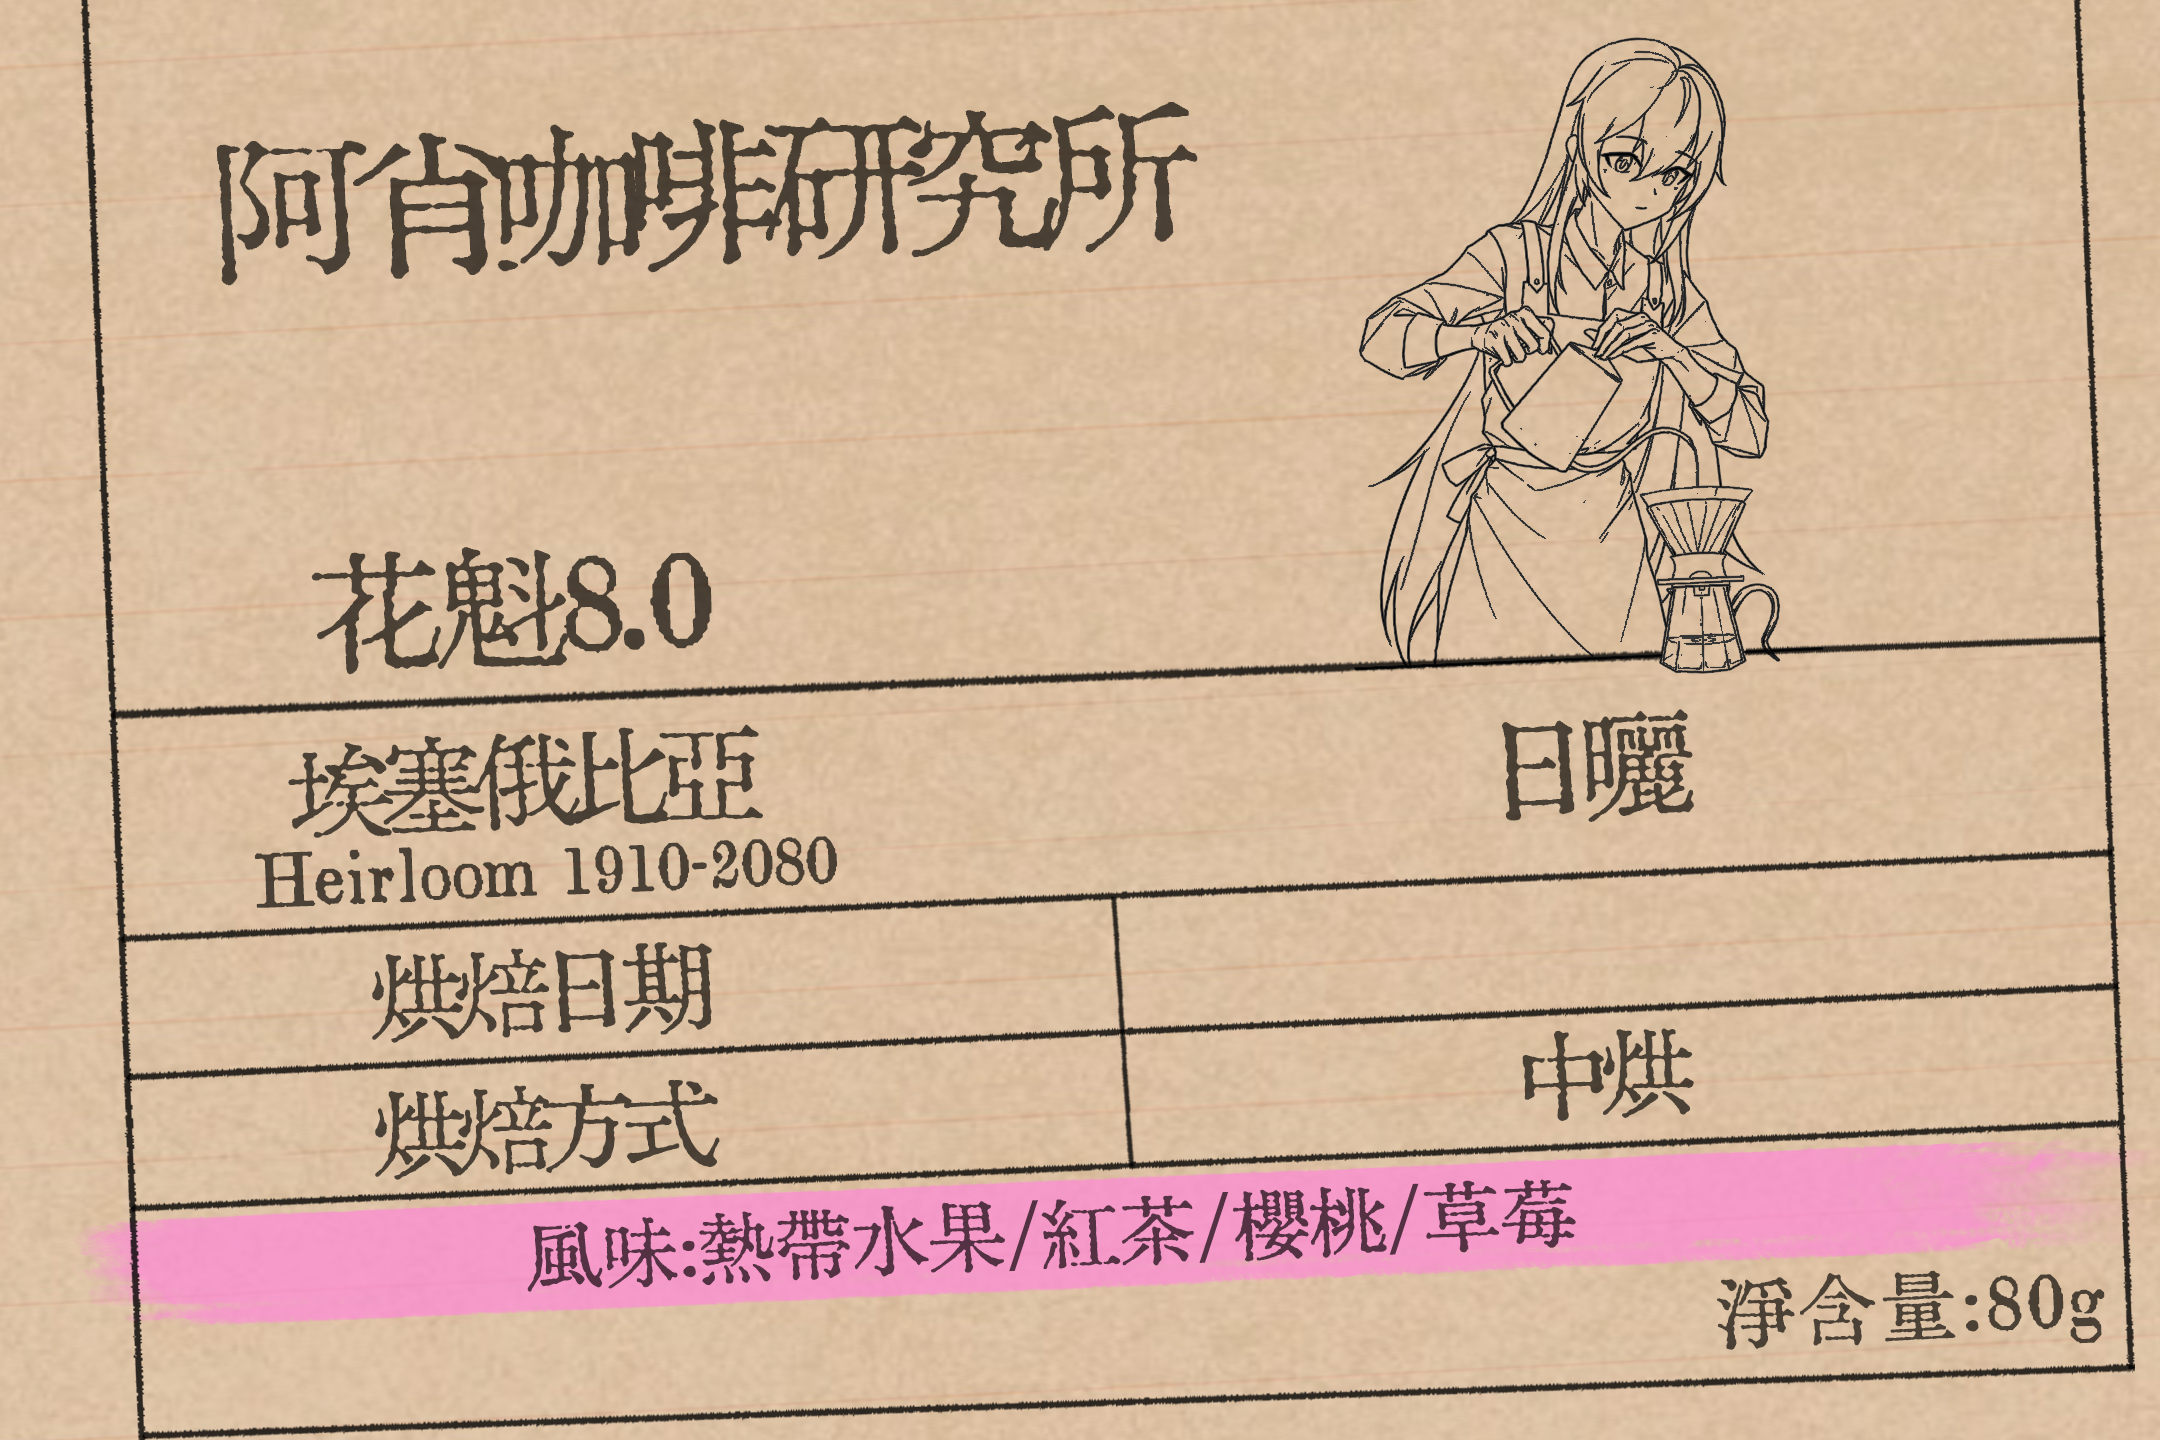 阿肯咖啡研究所
花魁8.0
埃塞俄比亞
日曬
Heirloom 1910-2080
烘焙日期
烘焙方式
中烘
風味:熱帶水果/紅茶/櫻桃/草莓
淨含量:80g